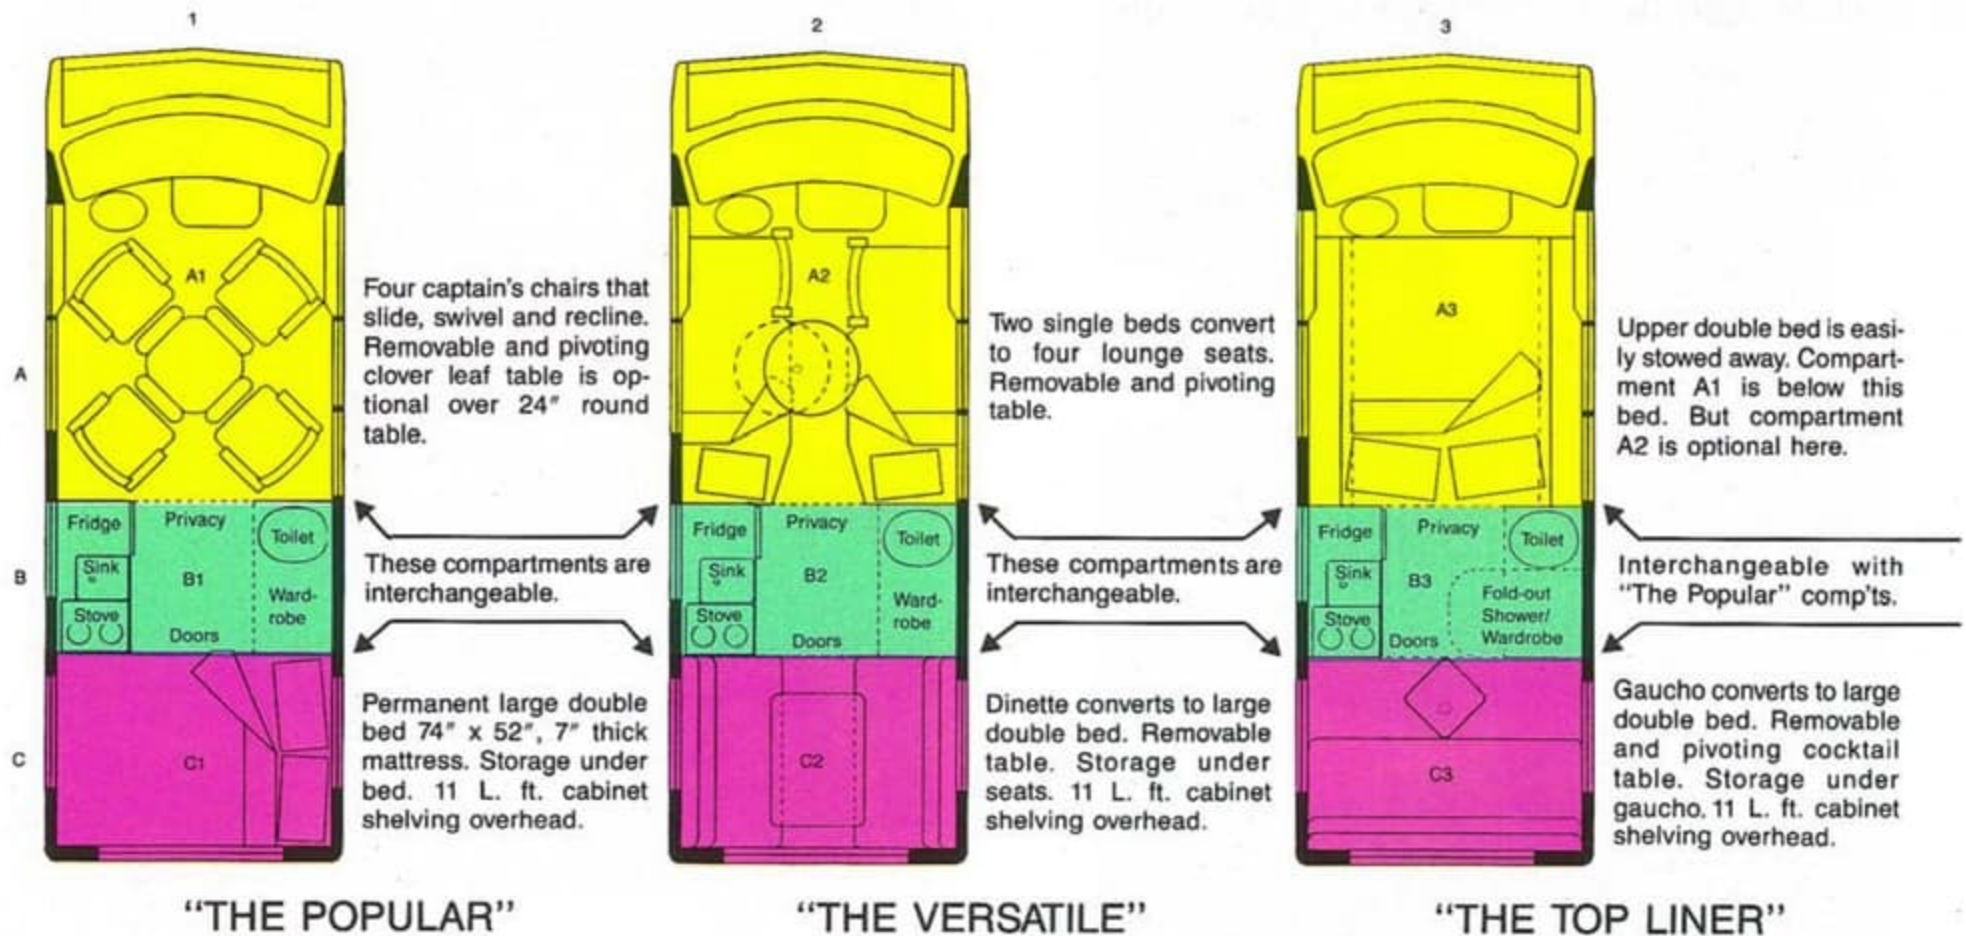 1
2
3
A
B
C
A1
Fridge
Privacy
Toilet
Sink
B1
Stove
Ward-
robe
Doors
C1
Four captain's chairs that
slide, swivel and recline.
Removable and pivoting
clover leaf table is op-
tional over 24" round
table.
These compartments are
interchangeable.
Permanent large double
bed 74" x 52", 7" thick
mattress. Storage under
bed. 11 L. ft. cabinet
shelving overhead.
"THE POPULAR"
A2
Fridge
Privacy
Toilet
Sink
B2
Stove
Ward-
robe
Doors
C2
Two single beds convert
to four lounge seats.
Removable and pivoting
table.
These compartments are
interchangeable.
Dinette converts to large
double bed. Removable
table. Storage under
seats. 11 L. ft. cabinet
shelving overhead.
"THE VERSATILE"
A3
Fridge
Privacy
Toilet
Sink
B3
Stove
Fold-out
Shower/
Wardrobe
Doors
C3
Upper double bed is easi-
ly stowed away. Compart-
ment A1 is below this
bed. But compartment
A2 is optional here.
Interchangeable with
"The Popular" comp'ts.
Gaucho converts to large
double bed. Removable
and pivoting cocktail
table. Storage under
gaucho. 11 L. ft. cabinet
shelving overhead.
"THE TOP LINER"